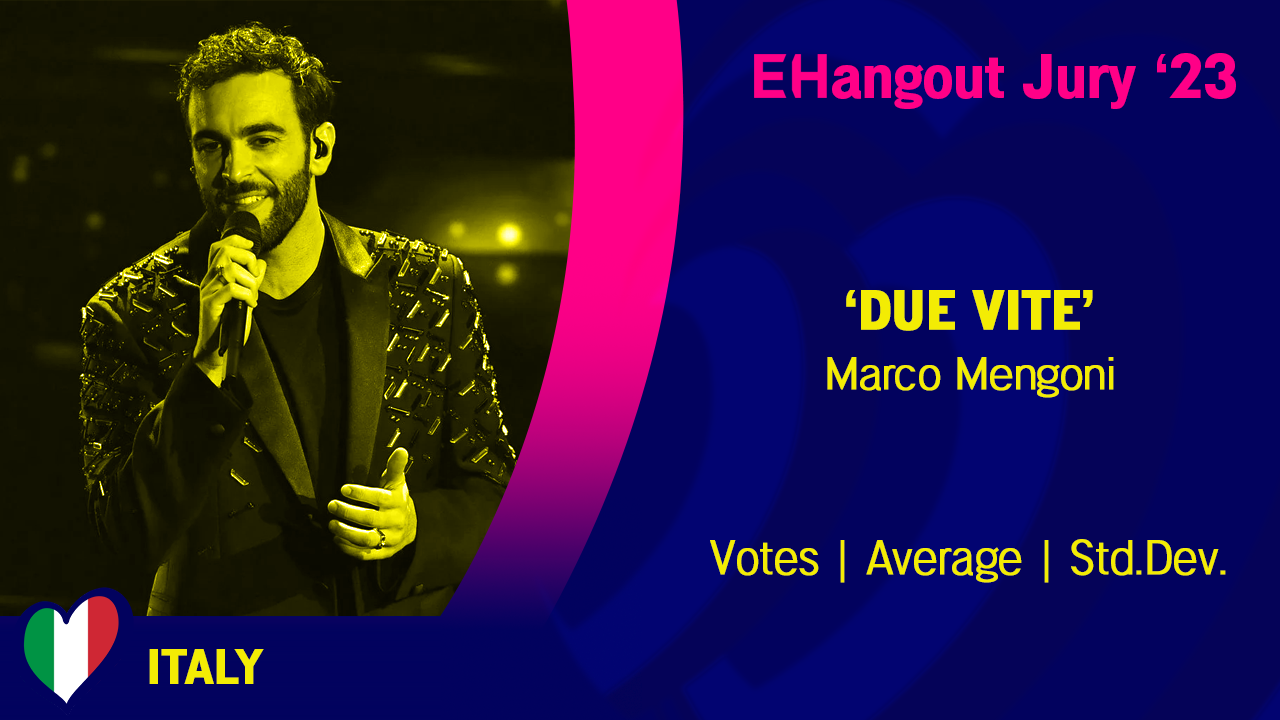 EHangout Jury ‘23
‘DUE VITE’
Marco Mengoni
Votes | Average | Std.Dev.
ITALY